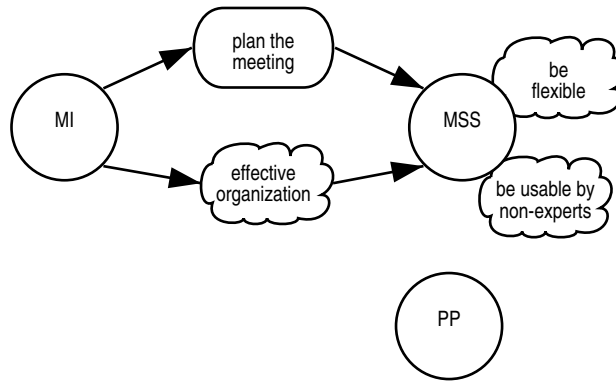 plan the
meeting
be
flexible
MI
MSS
effective
organization
be usable by
non-experts
PP